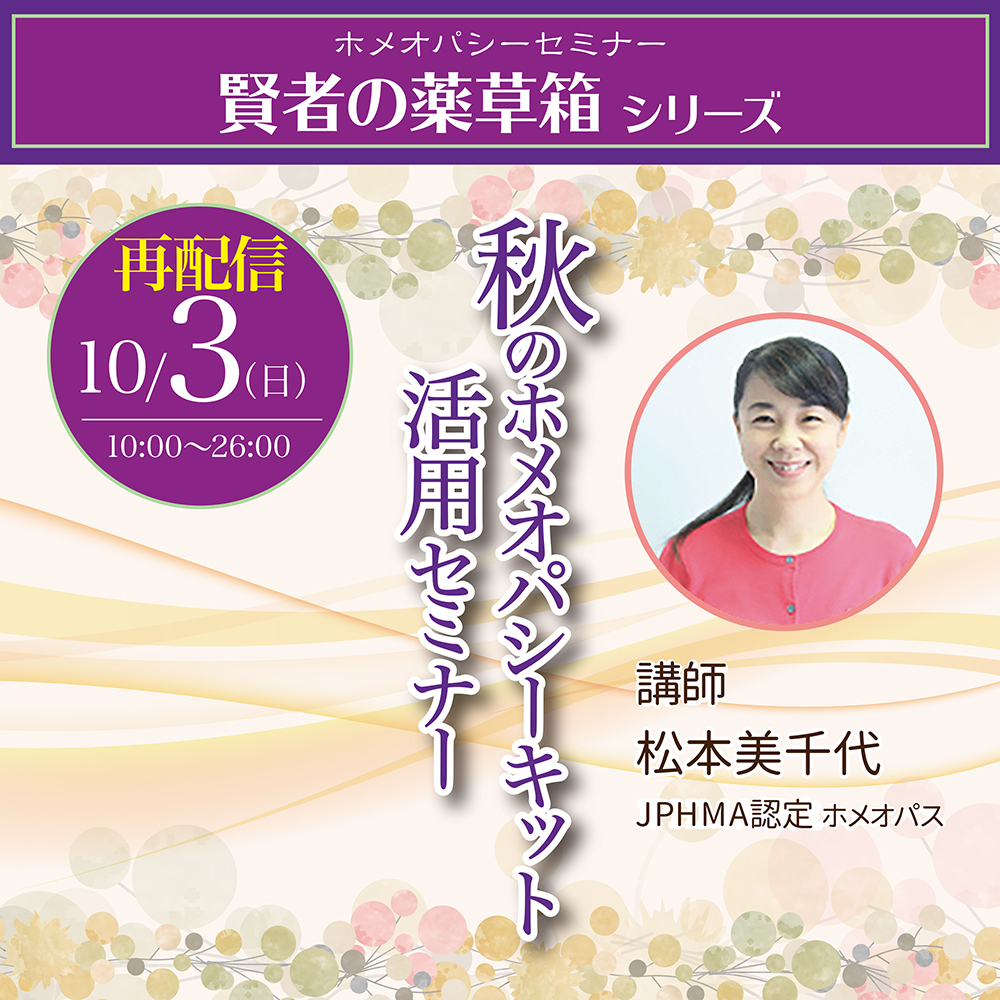 ホメオパシーセミナー
賢者の薬草箱 シリーズ
再配信
10/3(日)
10:00～26:00
秋のホメオパシーキット
活用セミナー
講師
松本美千代
JPHMA認定 ホメオパス